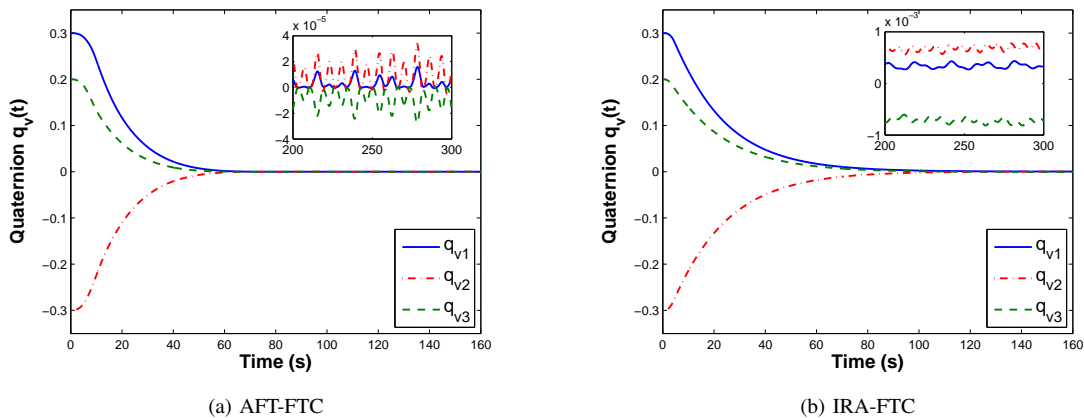 x 10⁻⁵
4
2
0
−2
−4
200 250 300
0.3
0.2
0.1
0
−0.1
−0.2
−0.3
Quaternion q_v(t)
q_v1
q_v2
q_v3
0 20 40 60 80 100 120 140 160
Time (s)
(a) AFT-FTC
x 10⁻³
1
0
−1
200 250 300
0.3
0.2
0.1
0
−0.1
−0.2
−0.3
Quaternion q_v(t)
q_v1
q_v2
q_v3
0 20 40 60 80 100 120 140 160
Time (s)
(b) IRA-FTC